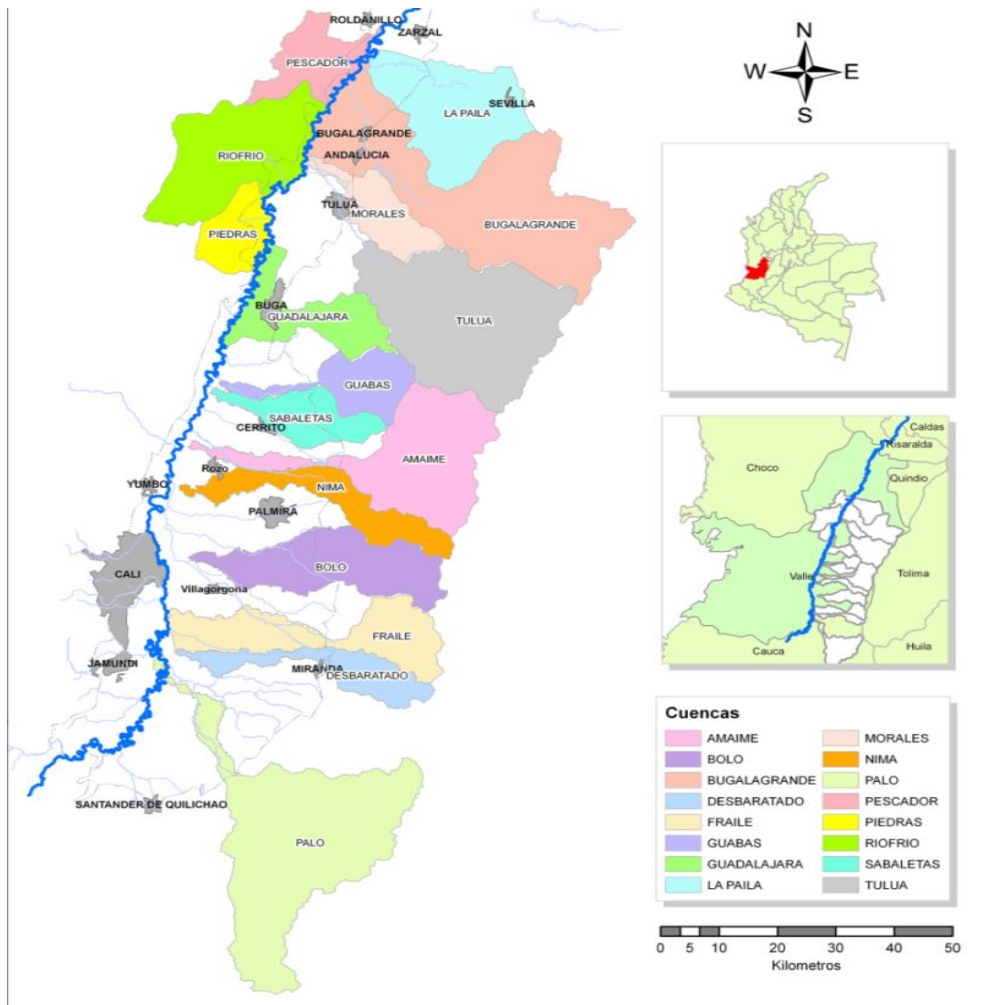 ROLDANILLO
ZARZAL
PESCADOR
LA PAILA
SEVILLA
BUGALAGRANDE
ANDALUCIA
RIOFRIO
TULUA
MORALES
BUGALAGRANDE
PIEDRAS
BUGA
GUADALAJARA
TULUA
GUABAS
SABALETAS
CERRITO
AMAIME
Rozo
NIMA
YUMBO
PALMIRA
CALI
BOLO
Villagorgona
FRAILE
JAMUNDI
MIRANDA
DESBARATADO
SANTANDER DE QUILICHAO
PALO
N
W E
S
Caldas
Risaralda
Choco
Quindio
Valle
Tolima
Cauca
Huila
Cuencas
AMAIME
BOLO
BUGALAGRANDE
DESBARATADO
FRAILE
GUABAS
GUADALAJARA
LA PAILA
MORALES
NIMA
PALO
PESCADOR
PIEDRAS
RIOFRIO
SABALETAS
TULUA
0 5 10 20 30 40 50
Kilometros